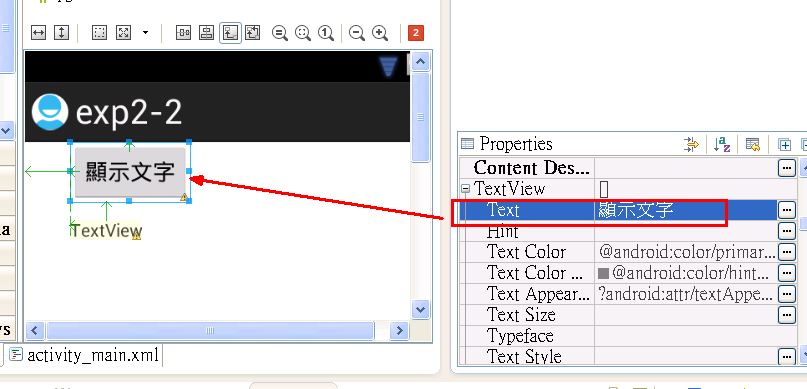 2
exp2-2
顯示文字
TextView
activity_main.xml
Properties
Content Des...
TextView []
Text 顯示文字
Hint
Text Color @android:color/primar...
Text Color ... @android:color/hint...
Text Appear... ?android:attr/textAppe...
Text Size
Typeface
Text Style